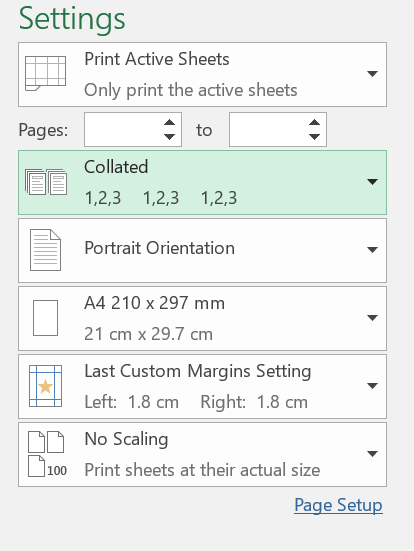 Settings
Print Active Sheets
Only print the active sheets
Pages: to
Collated
1,2,3 1,2,3 1,2,3
Portrait Orientation
A4 210 x 297 mm
21 cm x 29.7 cm
Last Custom Margins Setting
Left: 1.8 cm Right: 1.8 cm
No Scaling
100 Print sheets at their actual size
Page Setup